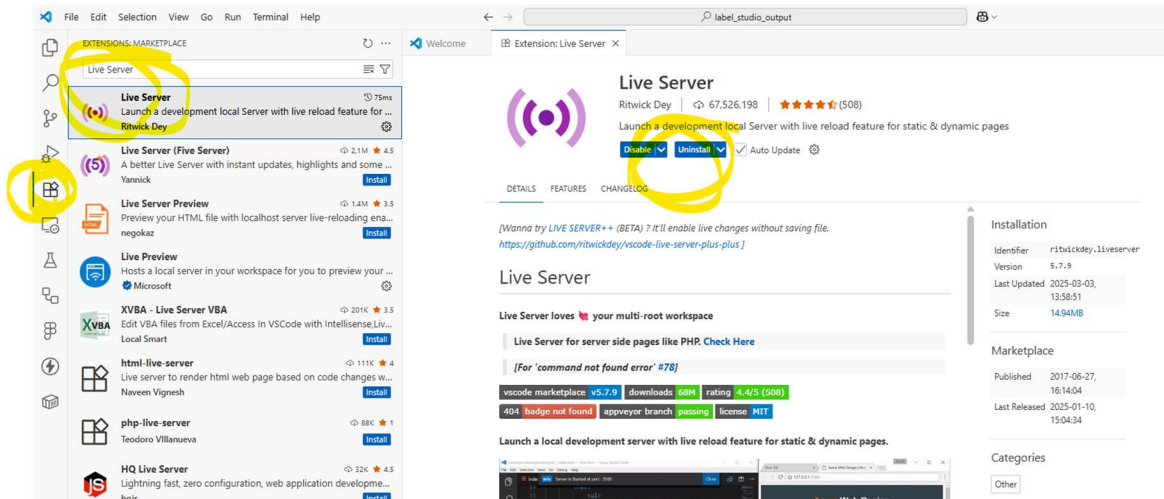 File Edit Selection View Go Run Terminal Help
label_studio_output
EXTENSIONS: MARKETPLACE
Live Server
Live Server 75ms
Launch a development local Server with live reload feature for ...
Ritwick Dey
Live Server (Five Server) 2.1M 4.5
A better Live Server with instant updates, highlights and some ...
Yannick Install
Live Server Preview 1.4M 3.5
Preview your HTML file with localhost server live-reloading ena...
negokaz Install
Live Preview
Hosts a local server in your workspace for you to preview your ...
Microsoft
XVBA - Live Server VBA 201K 3.5
Edit VBA files from Excel/Access In VSCode with Intellisense,Liv...
Local Smart Install
html-live-server 111K 4
Live server to render html web page based on code changes w...
Naveen Vignesh Install
php-live-server 88K 1
Teodoro VIllanueva Install
HQ Live Server 32K 4.5
Lightning fast, zero configuration, web application developme...
Install
Welcome
Extension: Live Server
Live Server
Ritwick Dey 67,526,198 (508)
Launch a development local Server with live reload feature for static & dynamic pages
Disable Uninstall Auto Update
DETAILS FEATURES CHANGELOG
[Wanna try LIVE SERVER++ (BETA) ? It'll enable live changes without saving file.
https://github.com/ritwickdey/vscode-live-server-plus-plus ]
Live Server
Live Server loves your multi-root workspace
Live Server for server side pages like PHP. Check Here
[For 'command not found error' #78]
vscode marketplace v5.7.9 downloads 68M rating 4.4/5 (508)
404 badge not found appveyor branch passing license MIT
Launch a local development server with live reload feature for static & dynamic pages.
Installation
Identifier ritwickdey.liveserver
Version 5.7.9
Last Updated 2025-03-03,
13:58:51
Size 14.94MB
Marketplace
Published 2017-06-27,
16:14:04
Last Released 2025-01-10,
15:04:34
Categories
Other